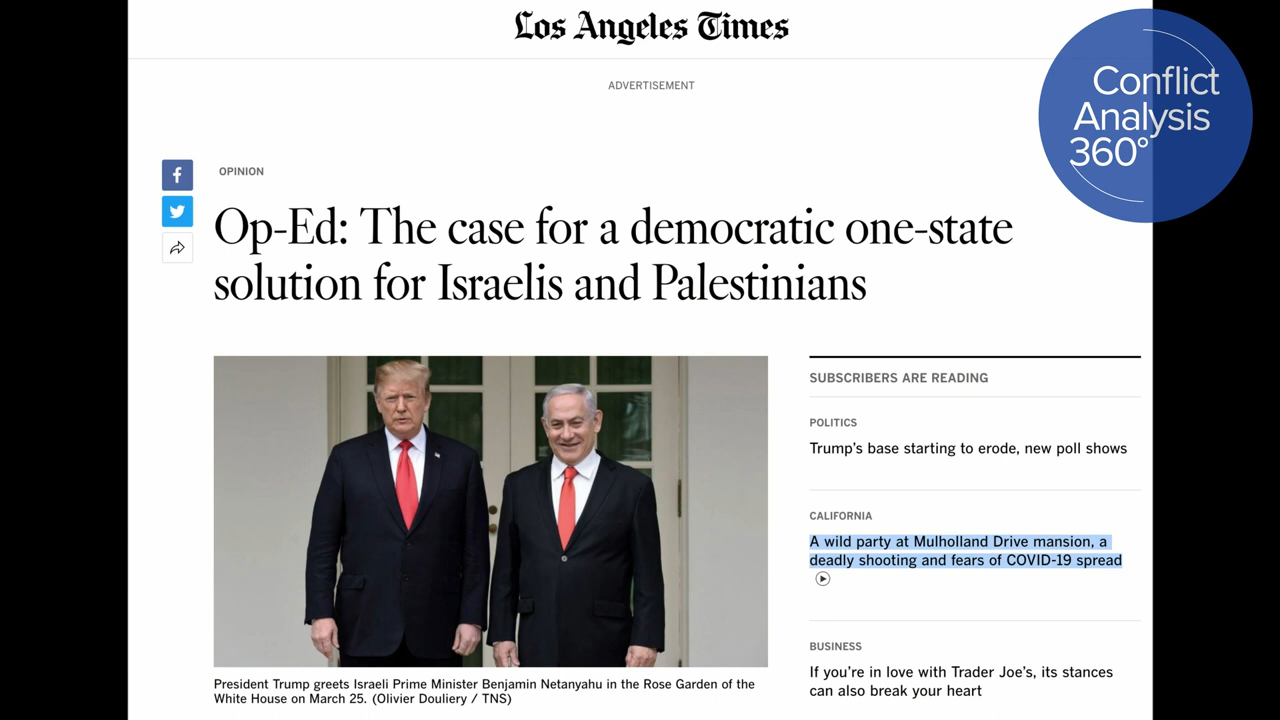 Los Angeles Times
ADVERTISEMENT
Conflict
Analysis
360°
OPINION
Op-Ed: The case for a democratic one-state
solution for Israelis and Palestinians
SUBSCRIBERS ARE READING
POLITICS
Trump’s base starting to erode, new poll shows
CALIFORNIA
A wild party at Mulholland Drive mansion, a
deadly shooting and fears of COVID-19 spread
BUSINESS
If you’re in love with Trader Joe’s, its stances
can also break your heart
President Trump greets Israeli Prime Minister Benjamin Netanyahu in the Rose Garden of the
White House on March 25. (Olivier Douliery / TNS)